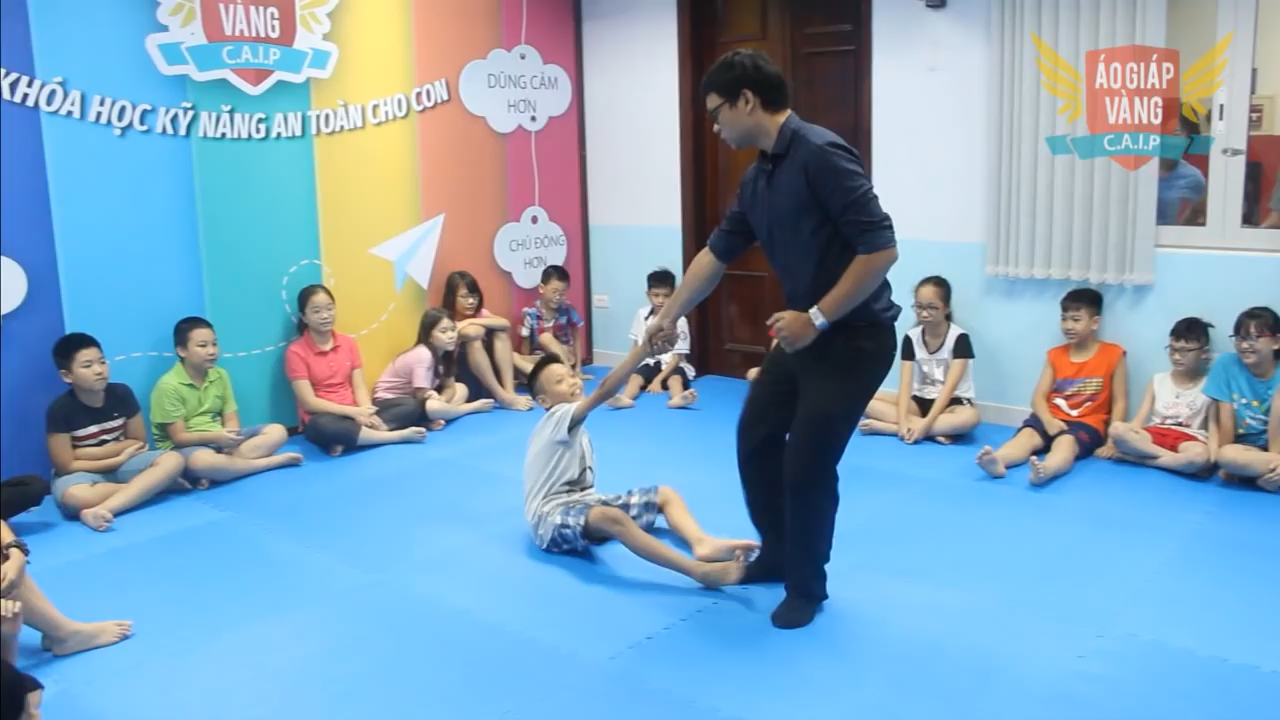 VÀNG
C.A.I.P
KHÓA HỌC KỸ NĂNG AN TOÀN CHO CON
DŨNG CẢM
HƠN
CHỦ ĐỘNG
HƠN
ÁO GIÁP
VÀNG
C.A.I.P